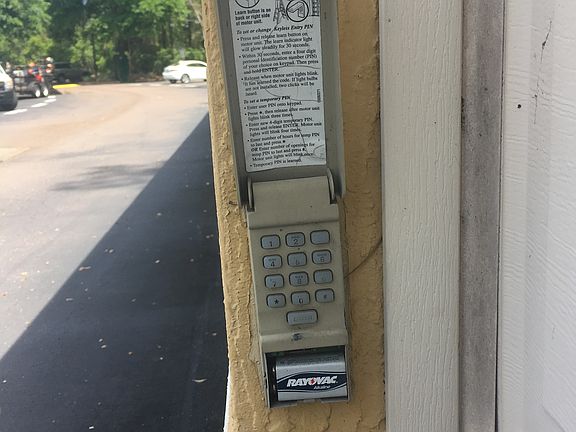 Learn button is on
back or right side
of motor unit.
To set or change Keyless Entry PIN
• Press and release learn button on
motor unit. The learn indicator light
will glow steadily for 30 seconds.
• Within 30 seconds, enter a four digit
personal identification number (PIN)
of your choice on keypad. Then press
and hold ENTER.
• Release when motor unit lights blink.
It has learned the code. If light bulbs
are not installed, two clicks will be
heard.
To set a temporary PIN
• Enter user PIN onto keypad.
• Press *, then release after motor unit
lights blink three times.
• Enter new 4-digit temporary PIN.
Press and release ENTER. Motor unit
lights will blink four times.
• Enter number of hours for temp PIN
to last and press *
OR Enter number of openings for
temp PIN to last and press #.
Motor unit lights will blink once.
• Temporary PIN is learned.
1 2
4 5 6
7 8
* 0 #
ENTER
RAYOVAC
alkaline